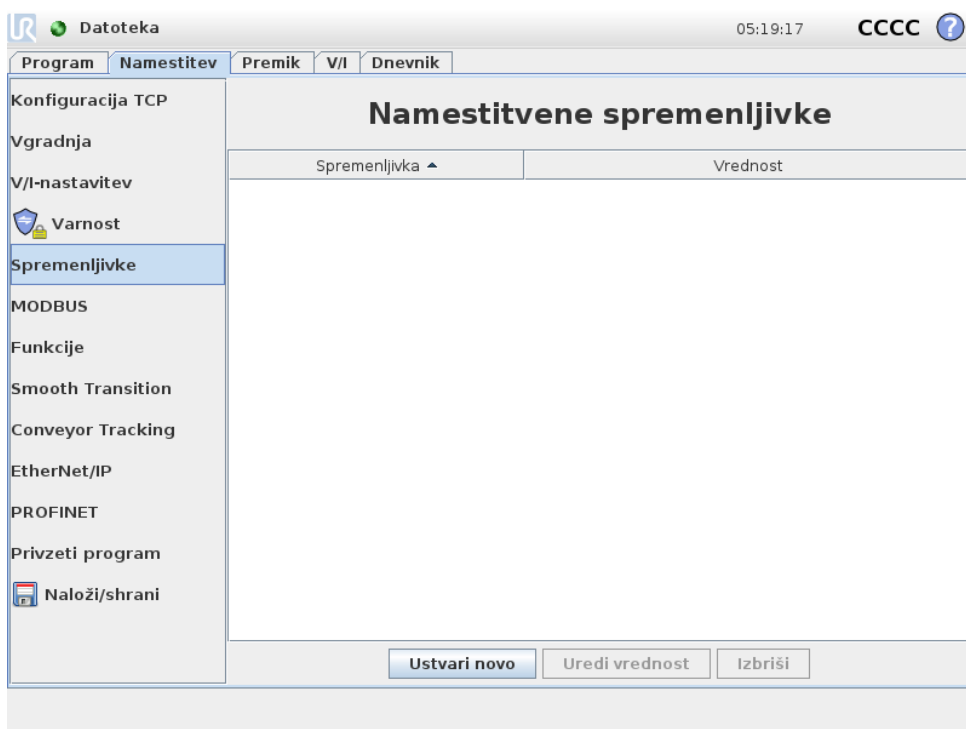 UR Datoteka 05:19:17 CCCC ?
Program Namestitev Premik V/I Dnevnik
Konfiguracija TCP
Vgradnja
V/I-nastavitev
Varnost
Spremenljivke
MODBUS
Funkcije
Smooth Transition
Conveyor Tracking
EtherNet/IP
PROFINET
Privzeti program
Naloži/shrani
Namestitvene spremenljivke
Spremenljivka Vrednost
Ustvari novo Uredi vrednost Izbriši